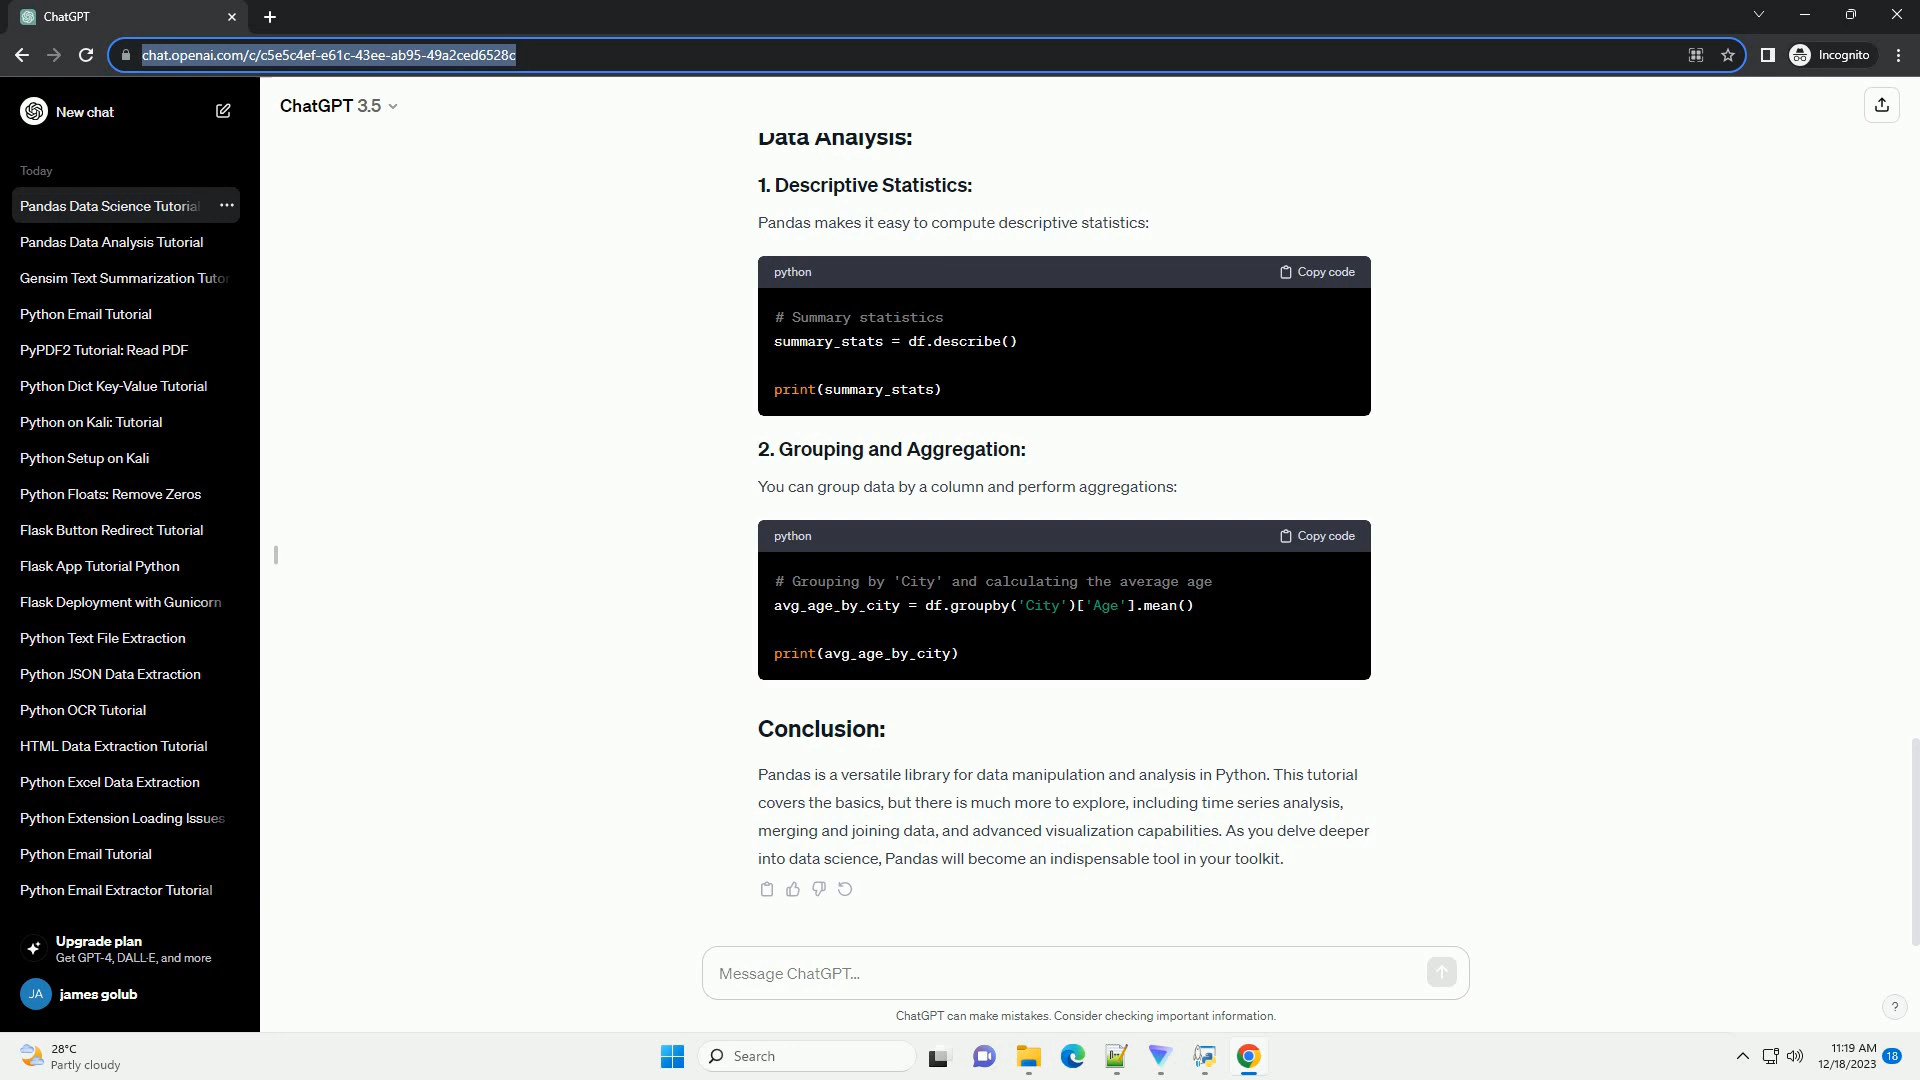 ChatGPT
chat.openai.com/c/c5e5c4ef-e61c-43ee-ab95-49a2ced6528c
Incognito
New chat
Today
Pandas Data Science Tutorial
Pandas Data Analysis Tutorial
Gensim Text Summarization Tutor
Python Email Tutorial
PyPDF2 Tutorial: Read PDF
Python Dict Key-Value Tutorial
Python on Kali: Tutorial
Python Setup on Kali
Python Floats: Remove Zeros
Flask Button Redirect Tutorial
Flask App Tutorial Python
Flask Deployment with Gunicorn
Python Text File Extraction
Python JSON Data Extraction
Python OCR Tutorial
HTML Data Extraction Tutorial
Python Excel Data Extraction
Python Extension Loading Issues
Python Email Tutorial
Python Email Extractor Tutorial
Upgrade plan
Get GPT-4, DALL·E, and more
JA james golub
ChatGPT 3.5
Data Analysis:
1. Descriptive Statistics:
Pandas makes it easy to compute descriptive statistics:
python Copy code
# Summary statistics
summary_stats = df.describe()
print(summary_stats)
2. Grouping and Aggregation:
You can group data by a column and perform aggregations:
python Copy code
# Grouping by 'City' and calculating the average age
avg_age_by_city = df.groupby('City')['Age'].mean()
print(avg_age_by_city)
Conclusion:
Pandas is a versatile library for data manipulation and analysis in Python. This tutorial
covers the basics, but there is much more to explore, including time series analysis,
merging and joining data, and advanced visualization capabilities. As you delve deeper
into data science, Pandas will become an indispensable tool in your toolkit.
Message ChatGPT...
ChatGPT can make mistakes. Consider checking important information.
?
28°C
Partly cloudy
Search
11:19 AM
12/18/2023
18